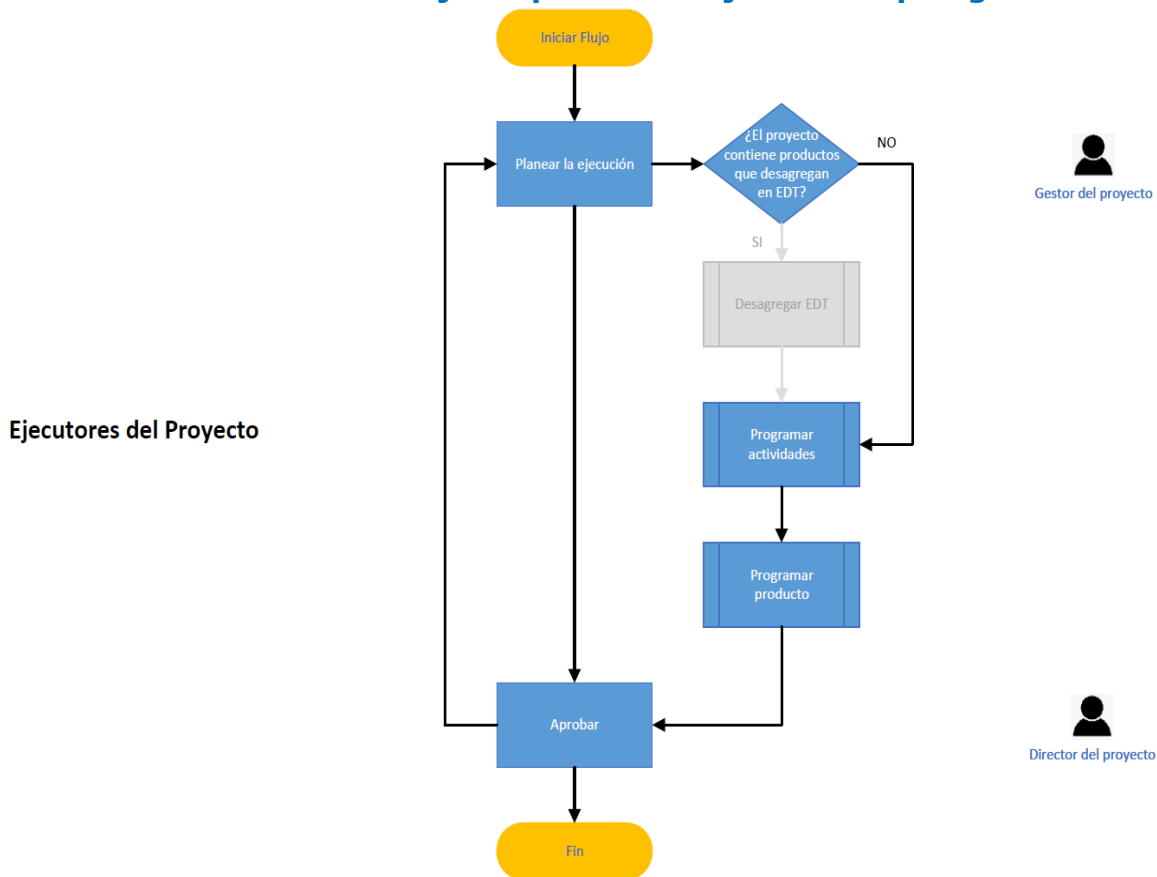 Iniciar Flujo
Planear la ejecución
¿El proyecto
contiene productos
que desagregan
en EDT?
NO
Gestor del proyecto
SI
Desagregar EDT
Ejecutores del Proyecto
Programar
actividades
Programar
producto
Aprobar
Director del proyecto
Fin